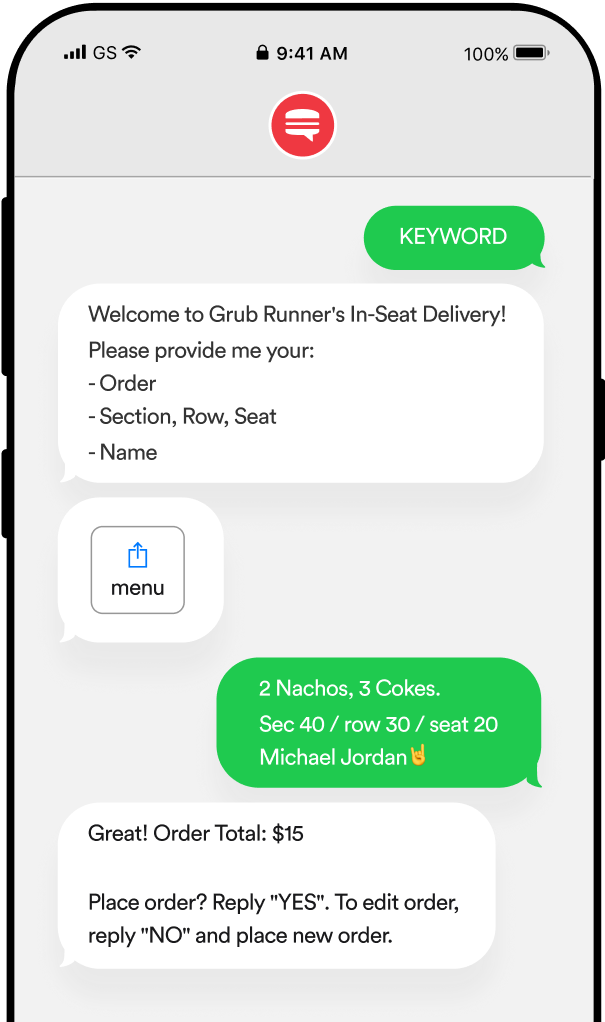 GS 9:41 AM 100%
KEYWORD
Welcome to Grub Runner's In-Seat Delivery!
Please provide me your:
- Order
- Section, Row, Seat
- Name
menu
2 Nachos, 3 Cokes.
Sec 40 / row 30 / seat 20
Michael Jordan🤘
Great! Order Total: $15
Place order? Reply "YES". To edit order,
reply "NO" and place new order.